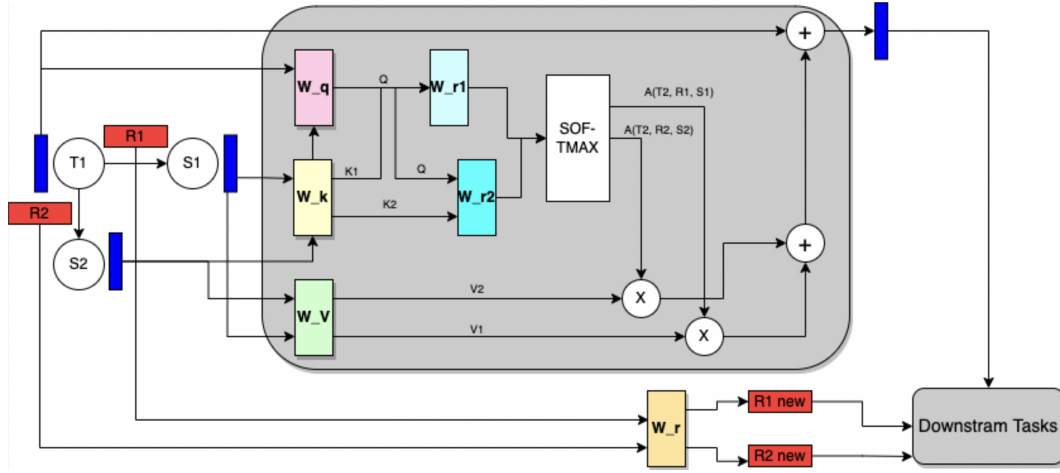 +
W_q
Q
W_r1
A(T2, R1, S1)
SOF-
TMAX
A(T2, R2, S2)
R1
T1
S1
K1
Q
W_k
W_r2
K2
R2
S2
+
V2
X
W_V
V1
X
R1 new
W_r
Downstram Tasks
R2 new